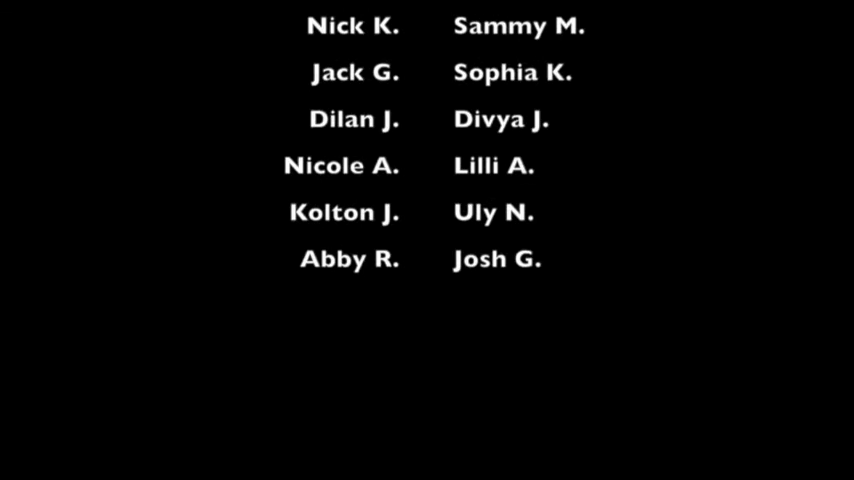 Nick K. Sammy M.
Jack G. Sophia K.
Dilan J. Divya J.
Nicole A. Lilli A.
Kolton J. Uly N.
Abby R. Josh G.